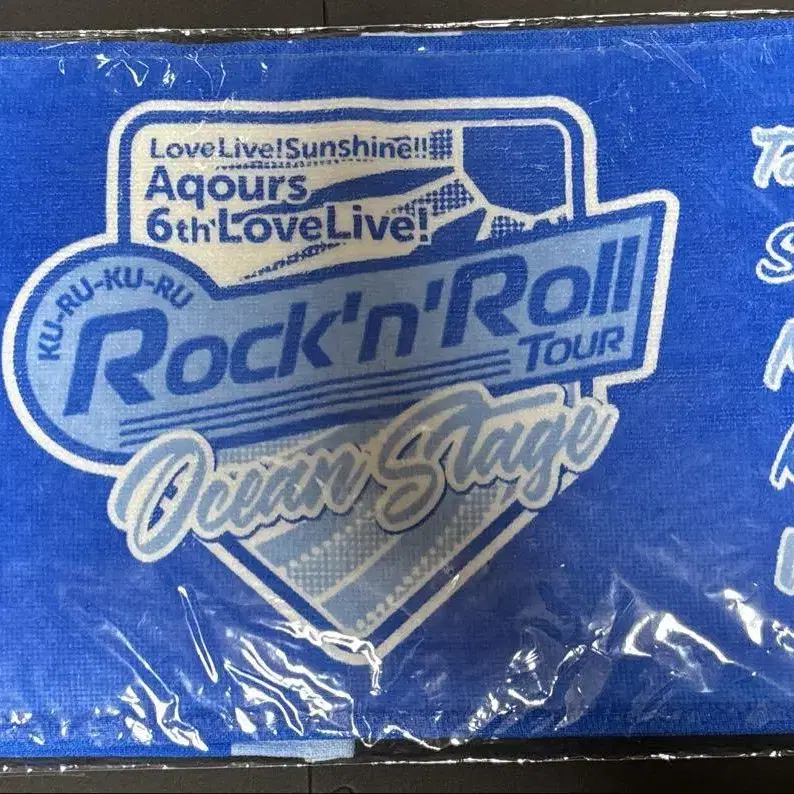 LoveLive!Sunshine!!
Aqours
6th LoveLive!
KU-RU-KU-RU
Rock'n'Roll
TOUR
Ocean Stage